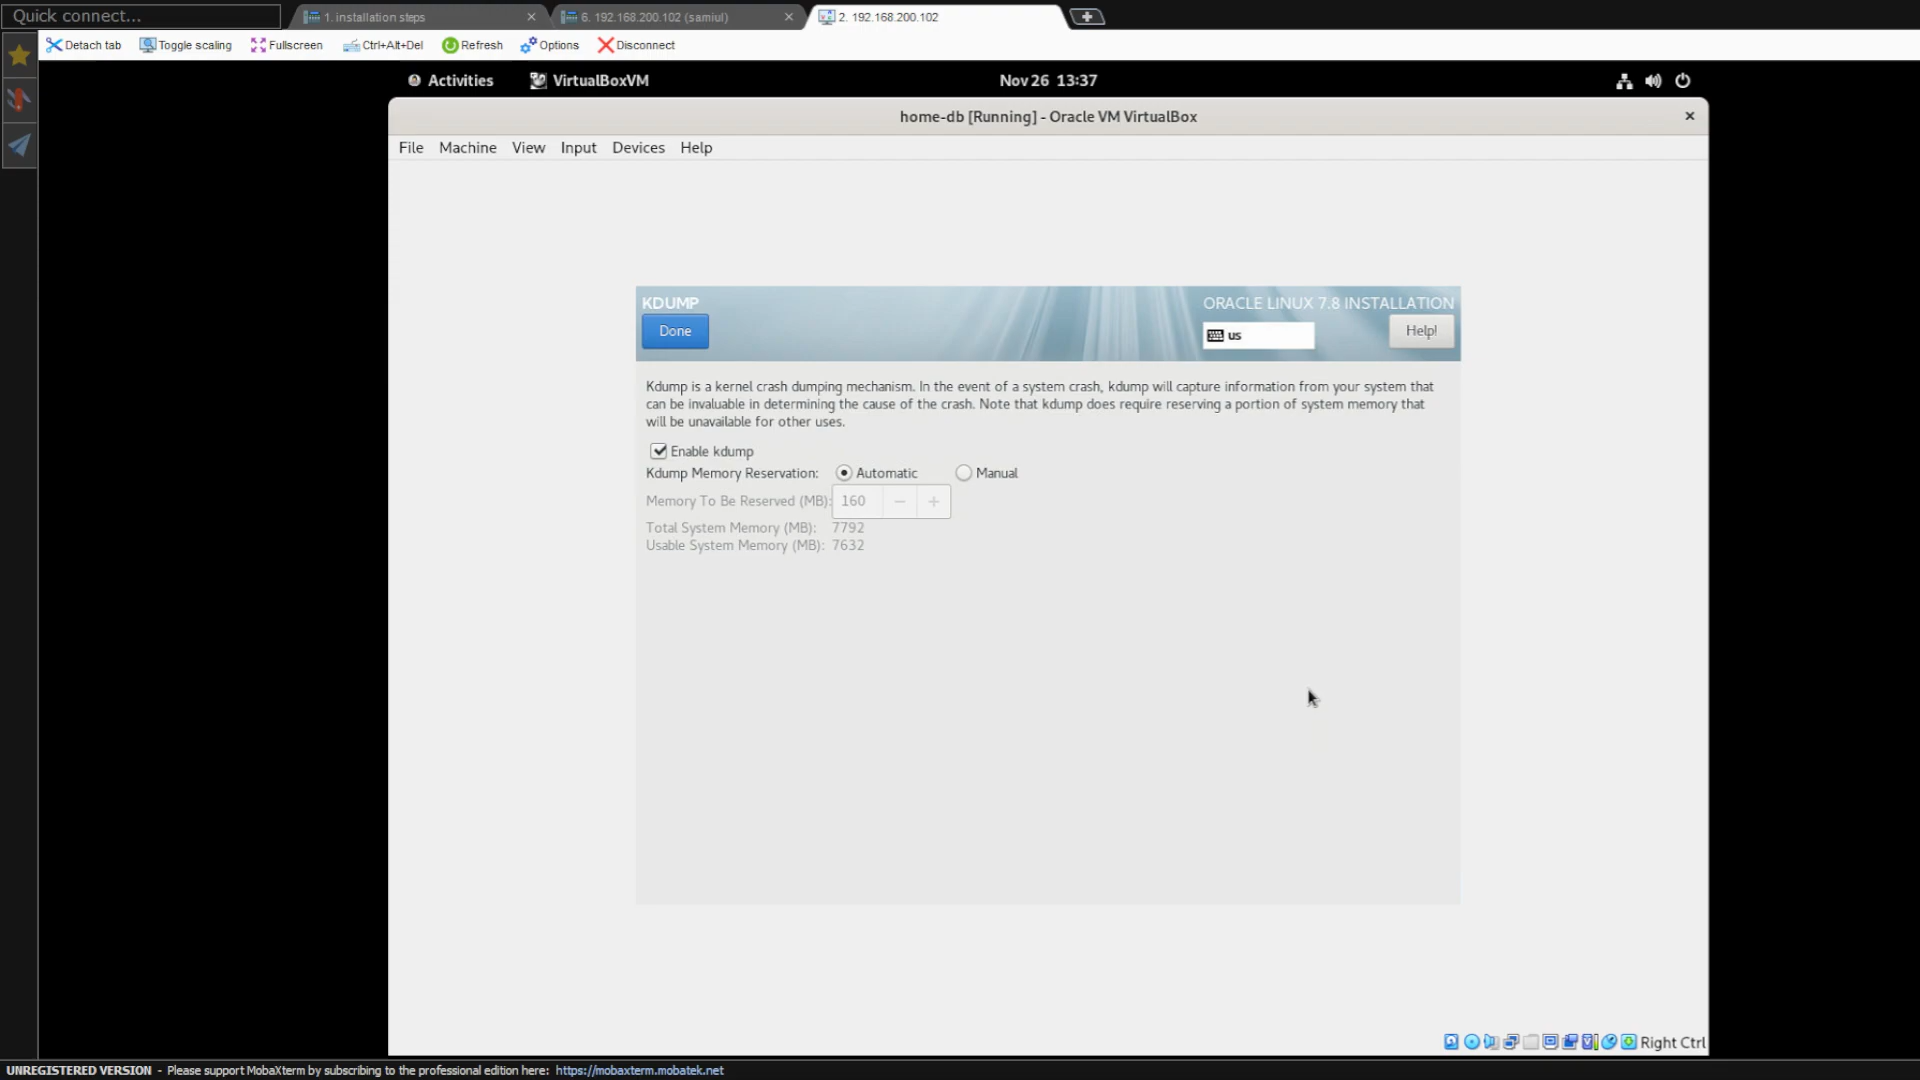 Quick connect...
1. installation steps
6. 192.168.200.102 (samiul)
2. 192.168.200.102
Detach tab
Toggle scaling
Fullscreen
Ctrl+Alt+Del
Refresh
Options
Disconnect
Activities
VirtualBoxVM
Nov 26 13:37
home-db [Running] - Oracle VM VirtualBox
File
Machine
View
Input
Devices
Help
KDUMP
ORACLE LINUX 7.8 INSTALLATION
Done
us
Help!
Kdump is a kernel crash dumping mechanism. In the event of a system crash, kdump will capture information from your system that
can be invaluable in determining the cause of the crash. Note that kdump does require reserving a portion of system memory that
will be unavailable for other uses.
Enable kdump
Kdump Memory Reservation: Automatic Manual
Memory To Be Reserved (MB): 160 − +
Total System Memory (MB): 7792
Usable System Memory (MB): 7632
Right Ctrl
UNREGISTERED VERSION - Please support MobaXterm by subscribing to the professional edition here: https://mobaxterm.mobatek.net